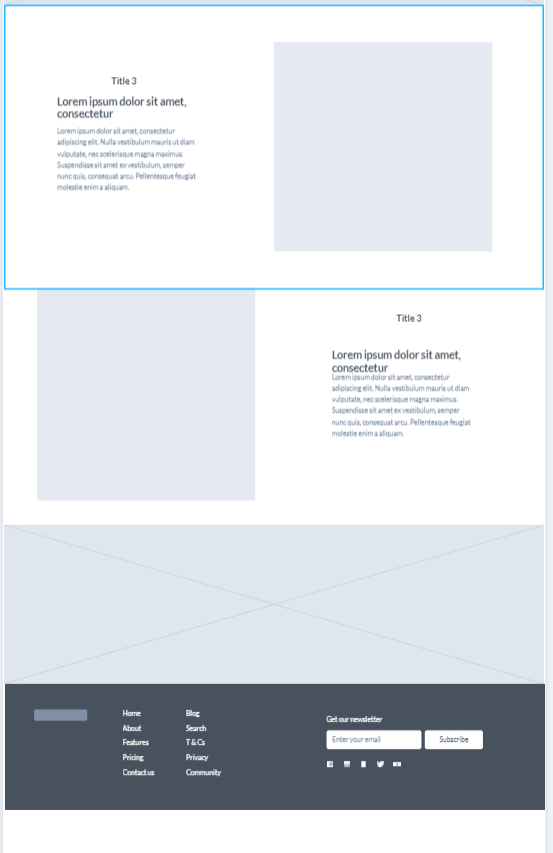 Title 3
Lorem ipsum dolor sit amet,
consectetur
Lorem ipsum dolor sit amet, consectetur
adipiscing elit. Nulla vestibulum mauris ut diam
vulputate, nec scelerisque magna maximus.
Suspendisse sit amet ex vestibulum, semper
nunc quis, consequat arcu. Pellentesque feugiat
molestie enim a aliquam.
Title 3
Lorem ipsum dolor sit amet,
consectetur
Lorem ipsum dolor sit amet, consectetur
adipiscing elit. Nulla vestibulum mauris ut diam
vulputate, nec scelerisque magna maximus.
Suspendisse sit amet ex vestibulum, semper
nunc quis, consequat arcu. Pellentesque feugiat
molestie enim a aliquam.
Home
About
Features
Pricing
Contact us
Blog
Search
T & Cs
Privacy
Community
Get our newsletter
Enter your email
Subscribe